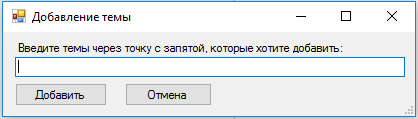 Добавление темы
Введите темы через точку с запятой, которые хотите добавить:
Добавить Отмена